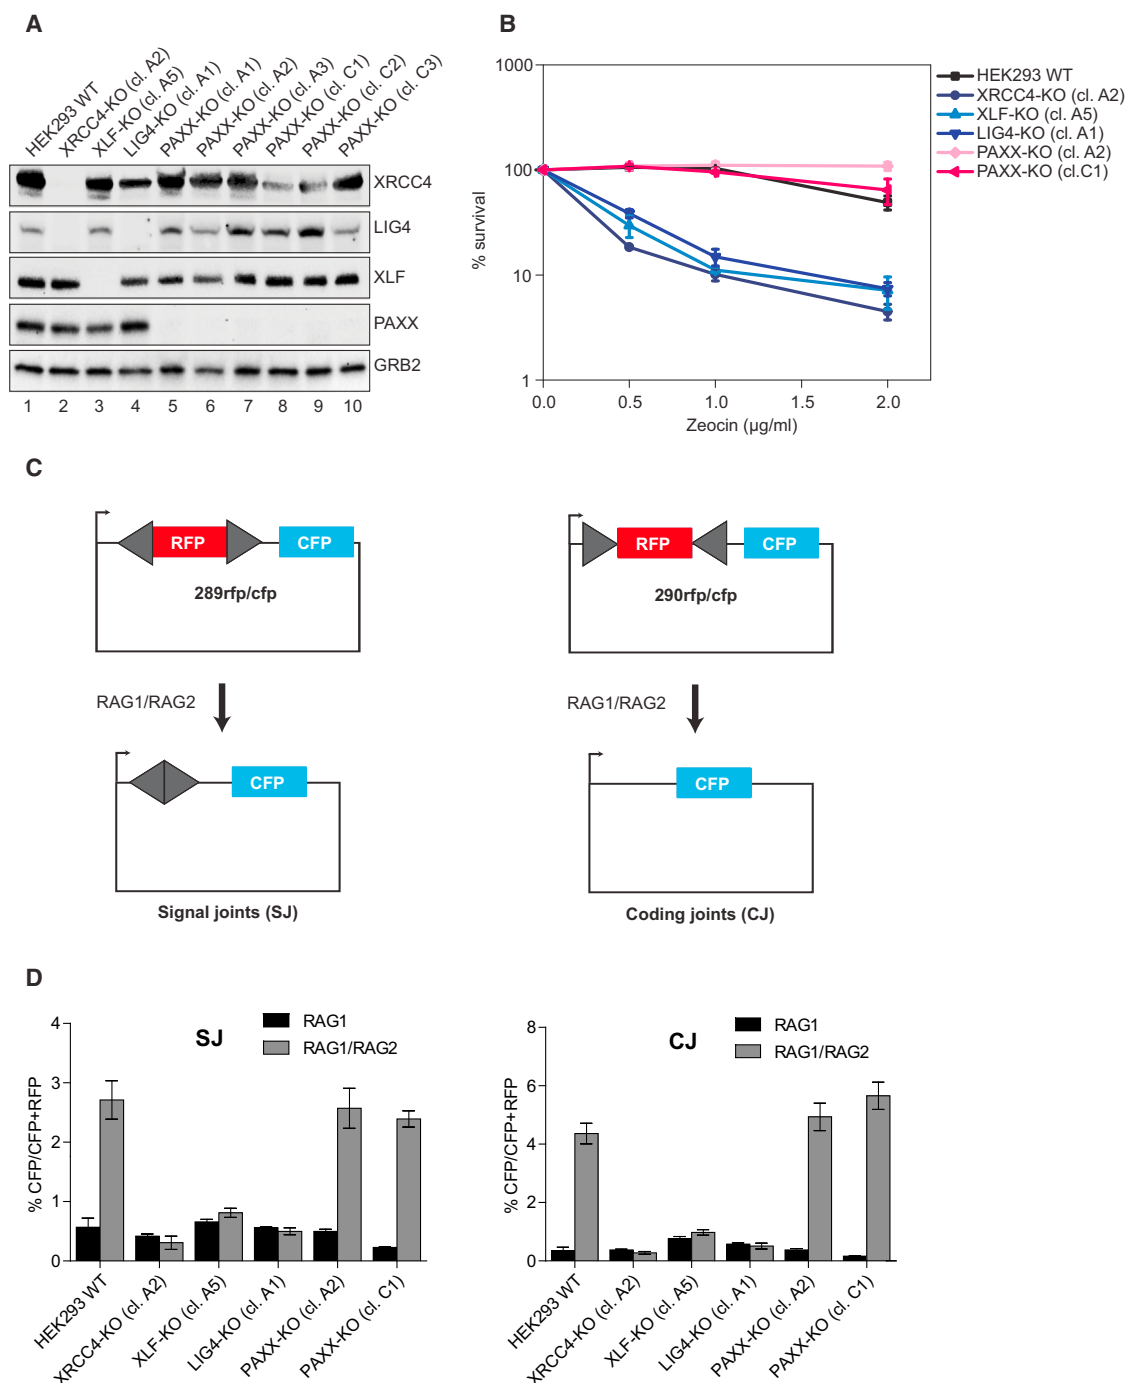 A
HEK293 WT
XRCC4-KO (cl. A2)
XLF-KO (cl. A5)
LIG4-KO (cl. A1)
PAXX-KO (cl. A1)
PAXX-KO (cl. A2)
PAXX-KO (cl. A3)
PAXX-KO (cl. C1)
PAXX-KO (cl. C2)
PAXX-KO (cl. C3)
XRCC4
LIG4
XLF
PAXX
GRB2
1 2 3 4 5 6 7 8 9 10
B
1000
100
10
1
% survival
0.0 0.5 1.0 1.5 2.0
Zeocin (µg/ml)
HEK293 WT
XRCC4-KO (cl. A2)
XLF-KO (cl. A5)
LIG4-KO (cl. A1)
PAXX-KO (cl. A2)
PAXX-KO (cl.C1)
C
RFP CFP
289rfp/cfp
RAG1/RAG2
CFP
Signal joints (SJ)
RFP CFP
290rfp/cfp
RAG1/RAG2
CFP
Coding joints (CJ)
D
SJ
RAG1
RAG1/RAG2
4
3
2
1
0
% CFP/CFP+RFP
HEK293 WT
XRCC4-KO (cl. A2)
XLF-KO (cl. A5)
LIG4-KO (cl. A1)
PAXX-KO (cl. A2)
PAXX-KO (cl. C1)
CJ
RAG1
RAG1/RAG2
8
6
4
2
0
% CFP/CFP+RFP
HEK293 WT
XRCC4-KO (cl. A2)
XLF-KO (cl. A5)
LIG4-KO (cl. A1)
PAXX-KO (cl. A2)
PAXX-KO (cl. C1)